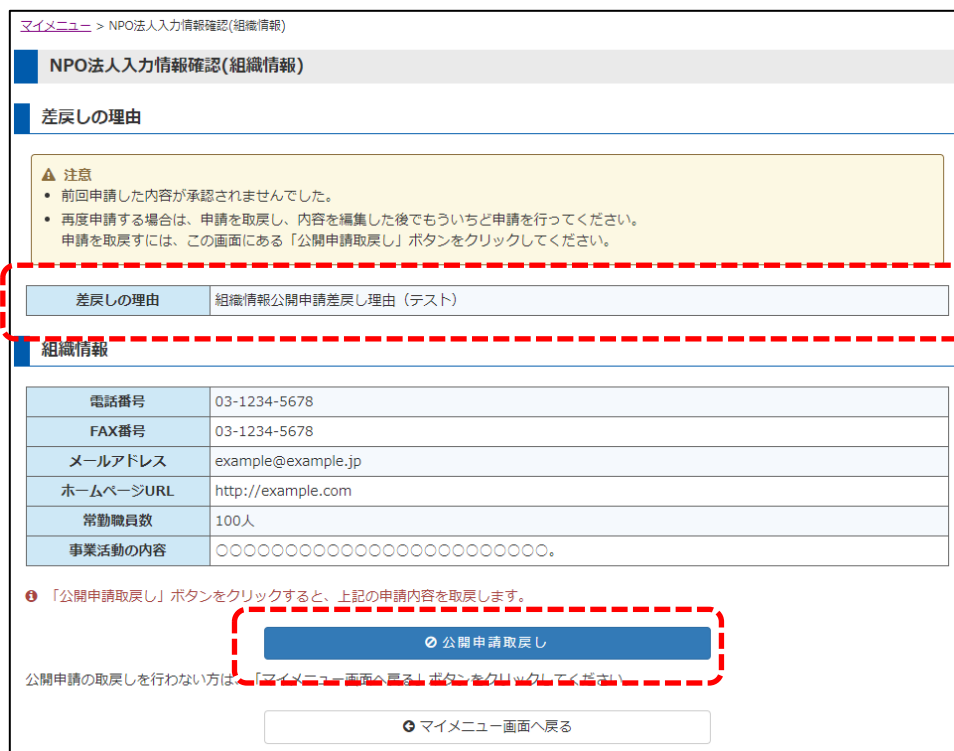 マイメニュー > NPO法人入力情報確認(組織情報)
NPO法人入力情報確認(組織情報)
差戻しの理由
注意
• 前回申請した内容が承認されませんでした。
• 再度申請する場合は、申請を取戻し、内容を編集した後でもういちど申請を行ってください。
申請を取戻すには、この画面にある「公開申請取戻し」ボタンをクリックしてください。
差戻しの理由 組織情報公開申請差戻し理由（テスト）
組織情報
電話番号 03-1234-5678
FAX番号 03-1234-5678
メールアドレス example@example.jp
ホームページURL http://example.com
常勤職員数 100人
事業活動の内容 ○○○○○○○○○○○○○○○○○○○○○○○○。
「公開申請取戻し」ボタンをクリックすると、上記の申請内容を取戻します。
公開申請取戻し
公開申請の取戻しを行わない方は、「マイメニュー画面へ戻る」ボタンをクリックしてください
マイメニュー画面へ戻る